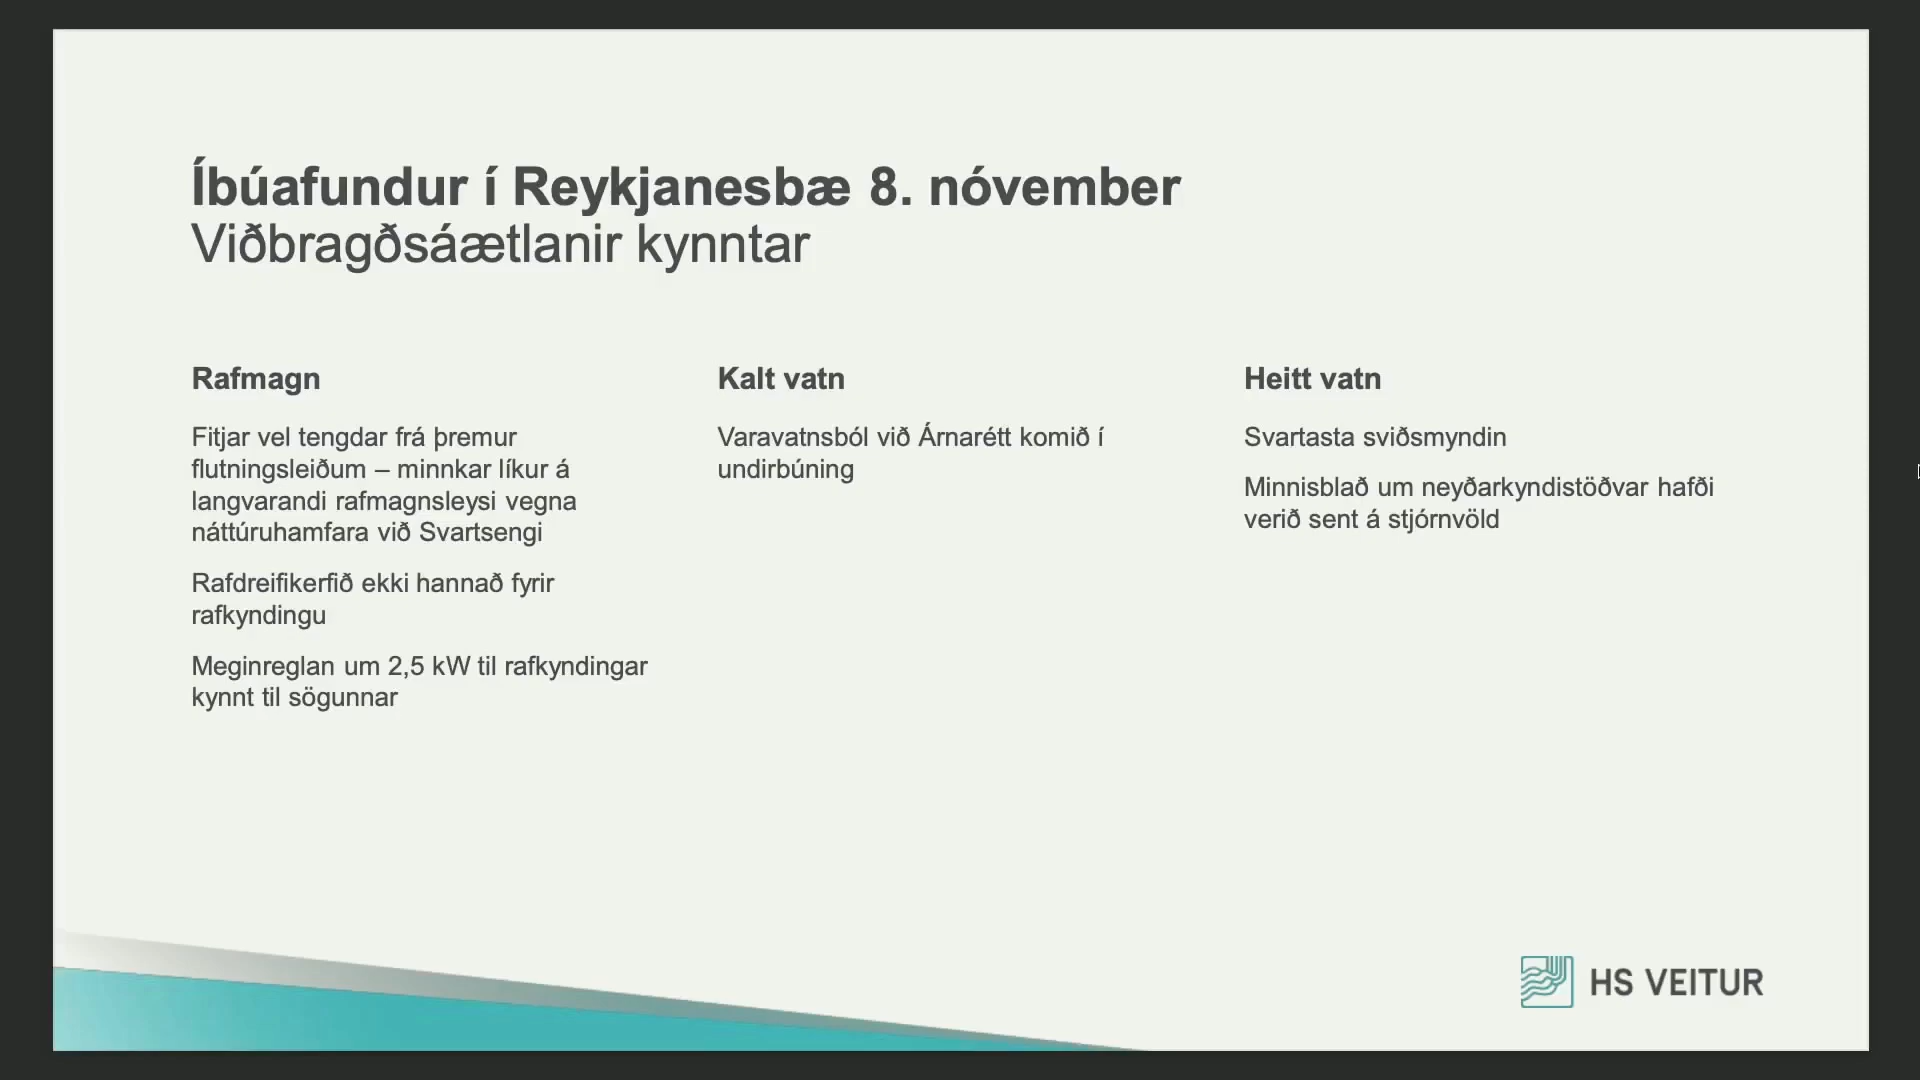 Íbúafundur í Reykjanesbæ 8. nóvember
Viðbragðsáætlanir kynntar
Rafmagn
Fitjar vel tengdar frá þremur
flutningsleiðum – minnkar líkur á
langvarandi rafmagnsleysi vegna
náttúruhamfara við Svartsengi
Rafdreifikerfið ekki hannað fyrir
rafkyndingu
Meginreglan um 2,5 kW til rafkyndingar
kynnt til sögunnar
Kalt vatn
Varavatnsból við Árnarétt komið í
undirbúning
Heitt vatn
Svartasta sviðsmyndin
Minnisblað um neyðarkyndistöðvar hafði
verið sent á stjórnvöld
HS VEITUR